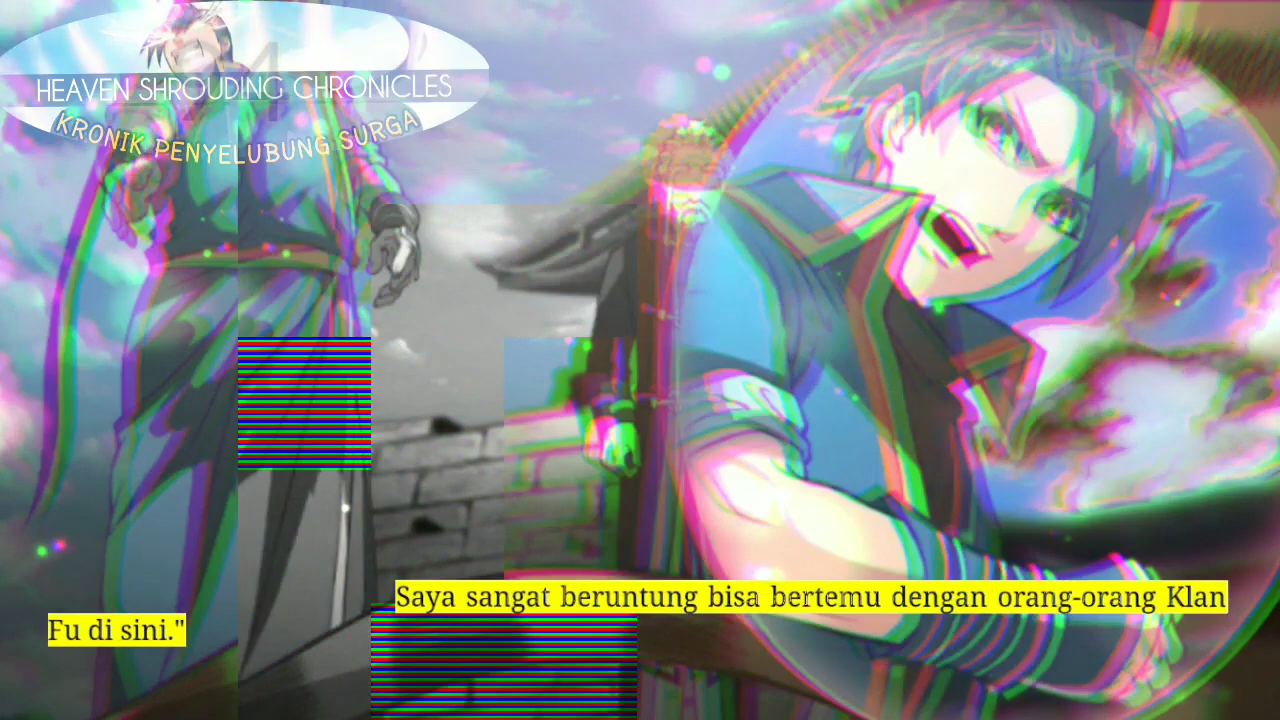 HEAVEN SHROUDING CHRONICLES
KRONIK PENYELUBUNG SURGA
Saya sangat beruntung bisa bertemu dengan orang-orang Klan
Fu di sini."